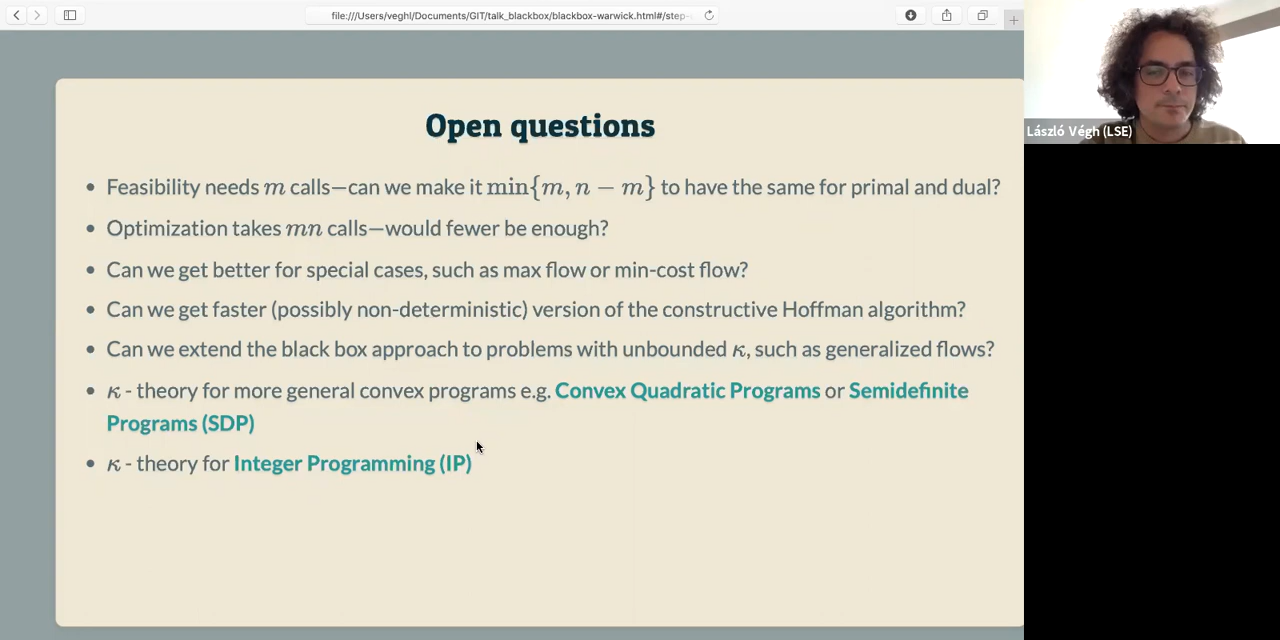 file:///Users/veghl/Documents/GIT/talk_blackbox/blackbox-warwick.html#/step-
László Végh (LSE)
Open questions
• Feasibility needs m calls—can we make it min{m, n − m} to have the same for primal and dual?
• Optimization takes mn calls—would fewer be enough?
• Can we get better for special cases, such as max flow or min-cost flow?
• Can we get faster (possibly non-deterministic) version of the constructive Hoffman algorithm?
• Can we extend the black box approach to problems with unbounded κ, such as generalized flows?
• κ - theory for more general convex programs e.g. Convex Quadratic Programs or Semidefinite
Programs (SDP)
• κ - theory for Integer Programming (IP)